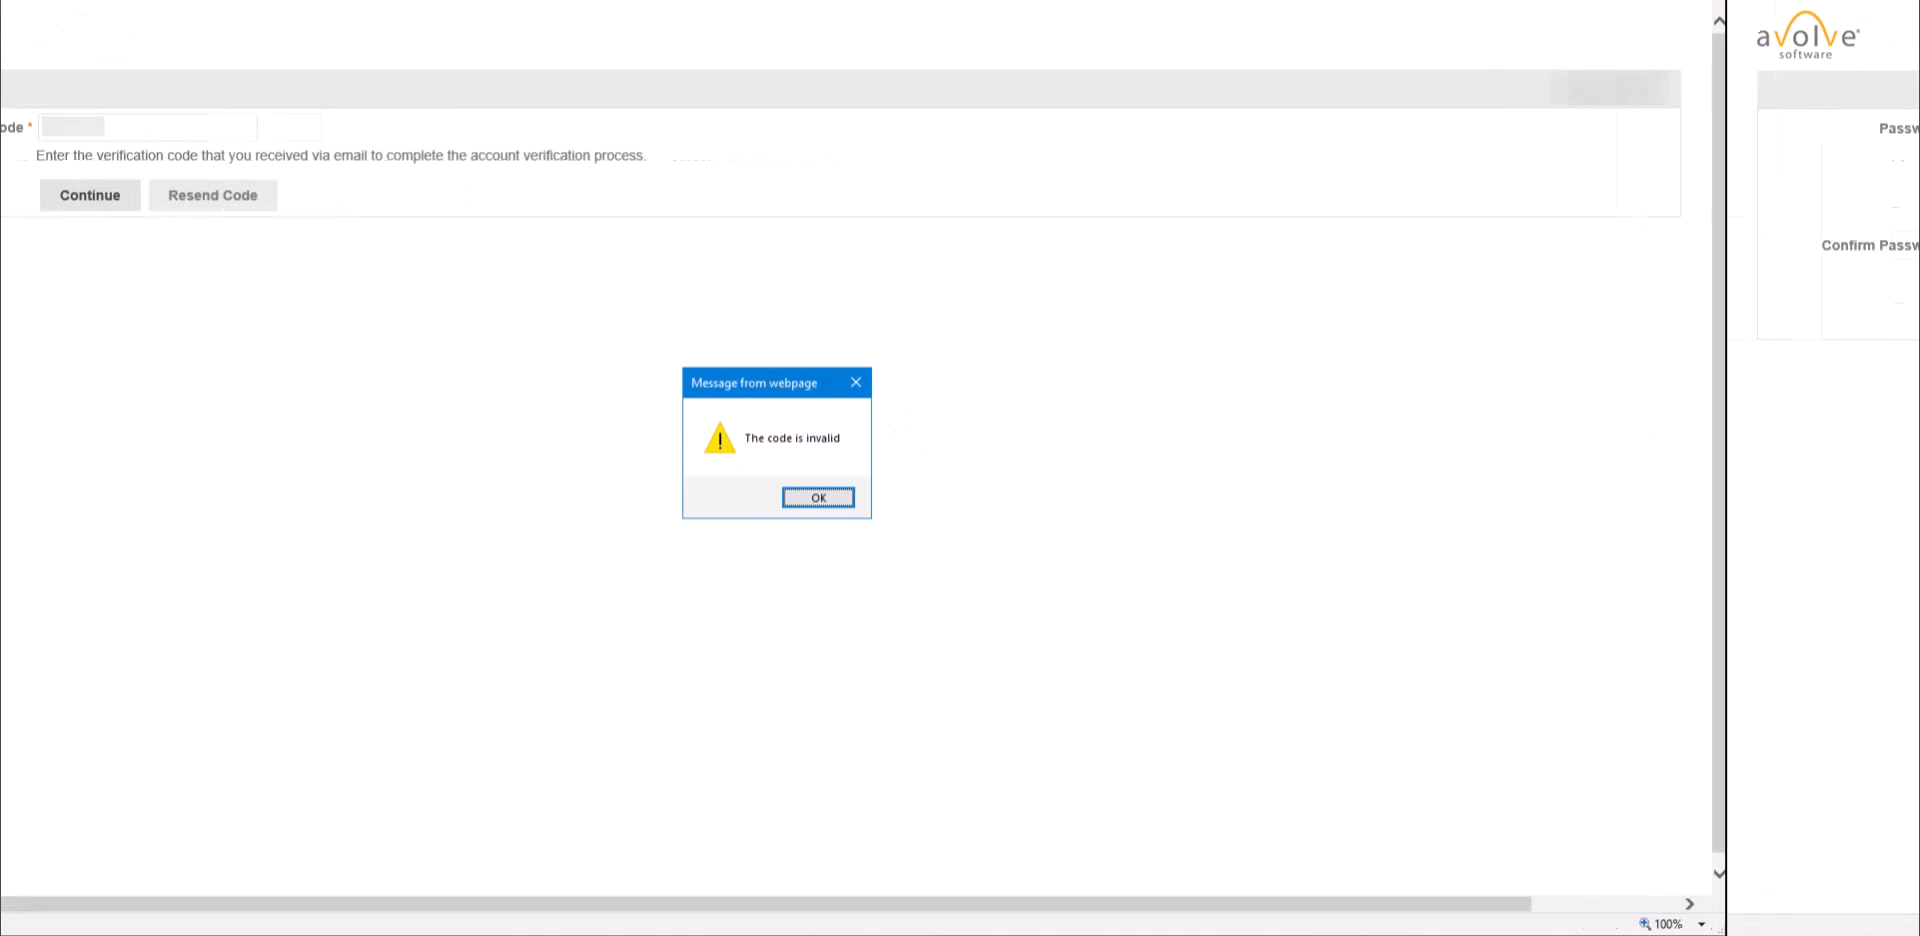 ode *
Enter the verification code that you received via email to complete the account verification process.
Continue
Resend Code
Message from webpage
The code is invalid
OK
100%
avolve
software
Passw
Confirm Passw